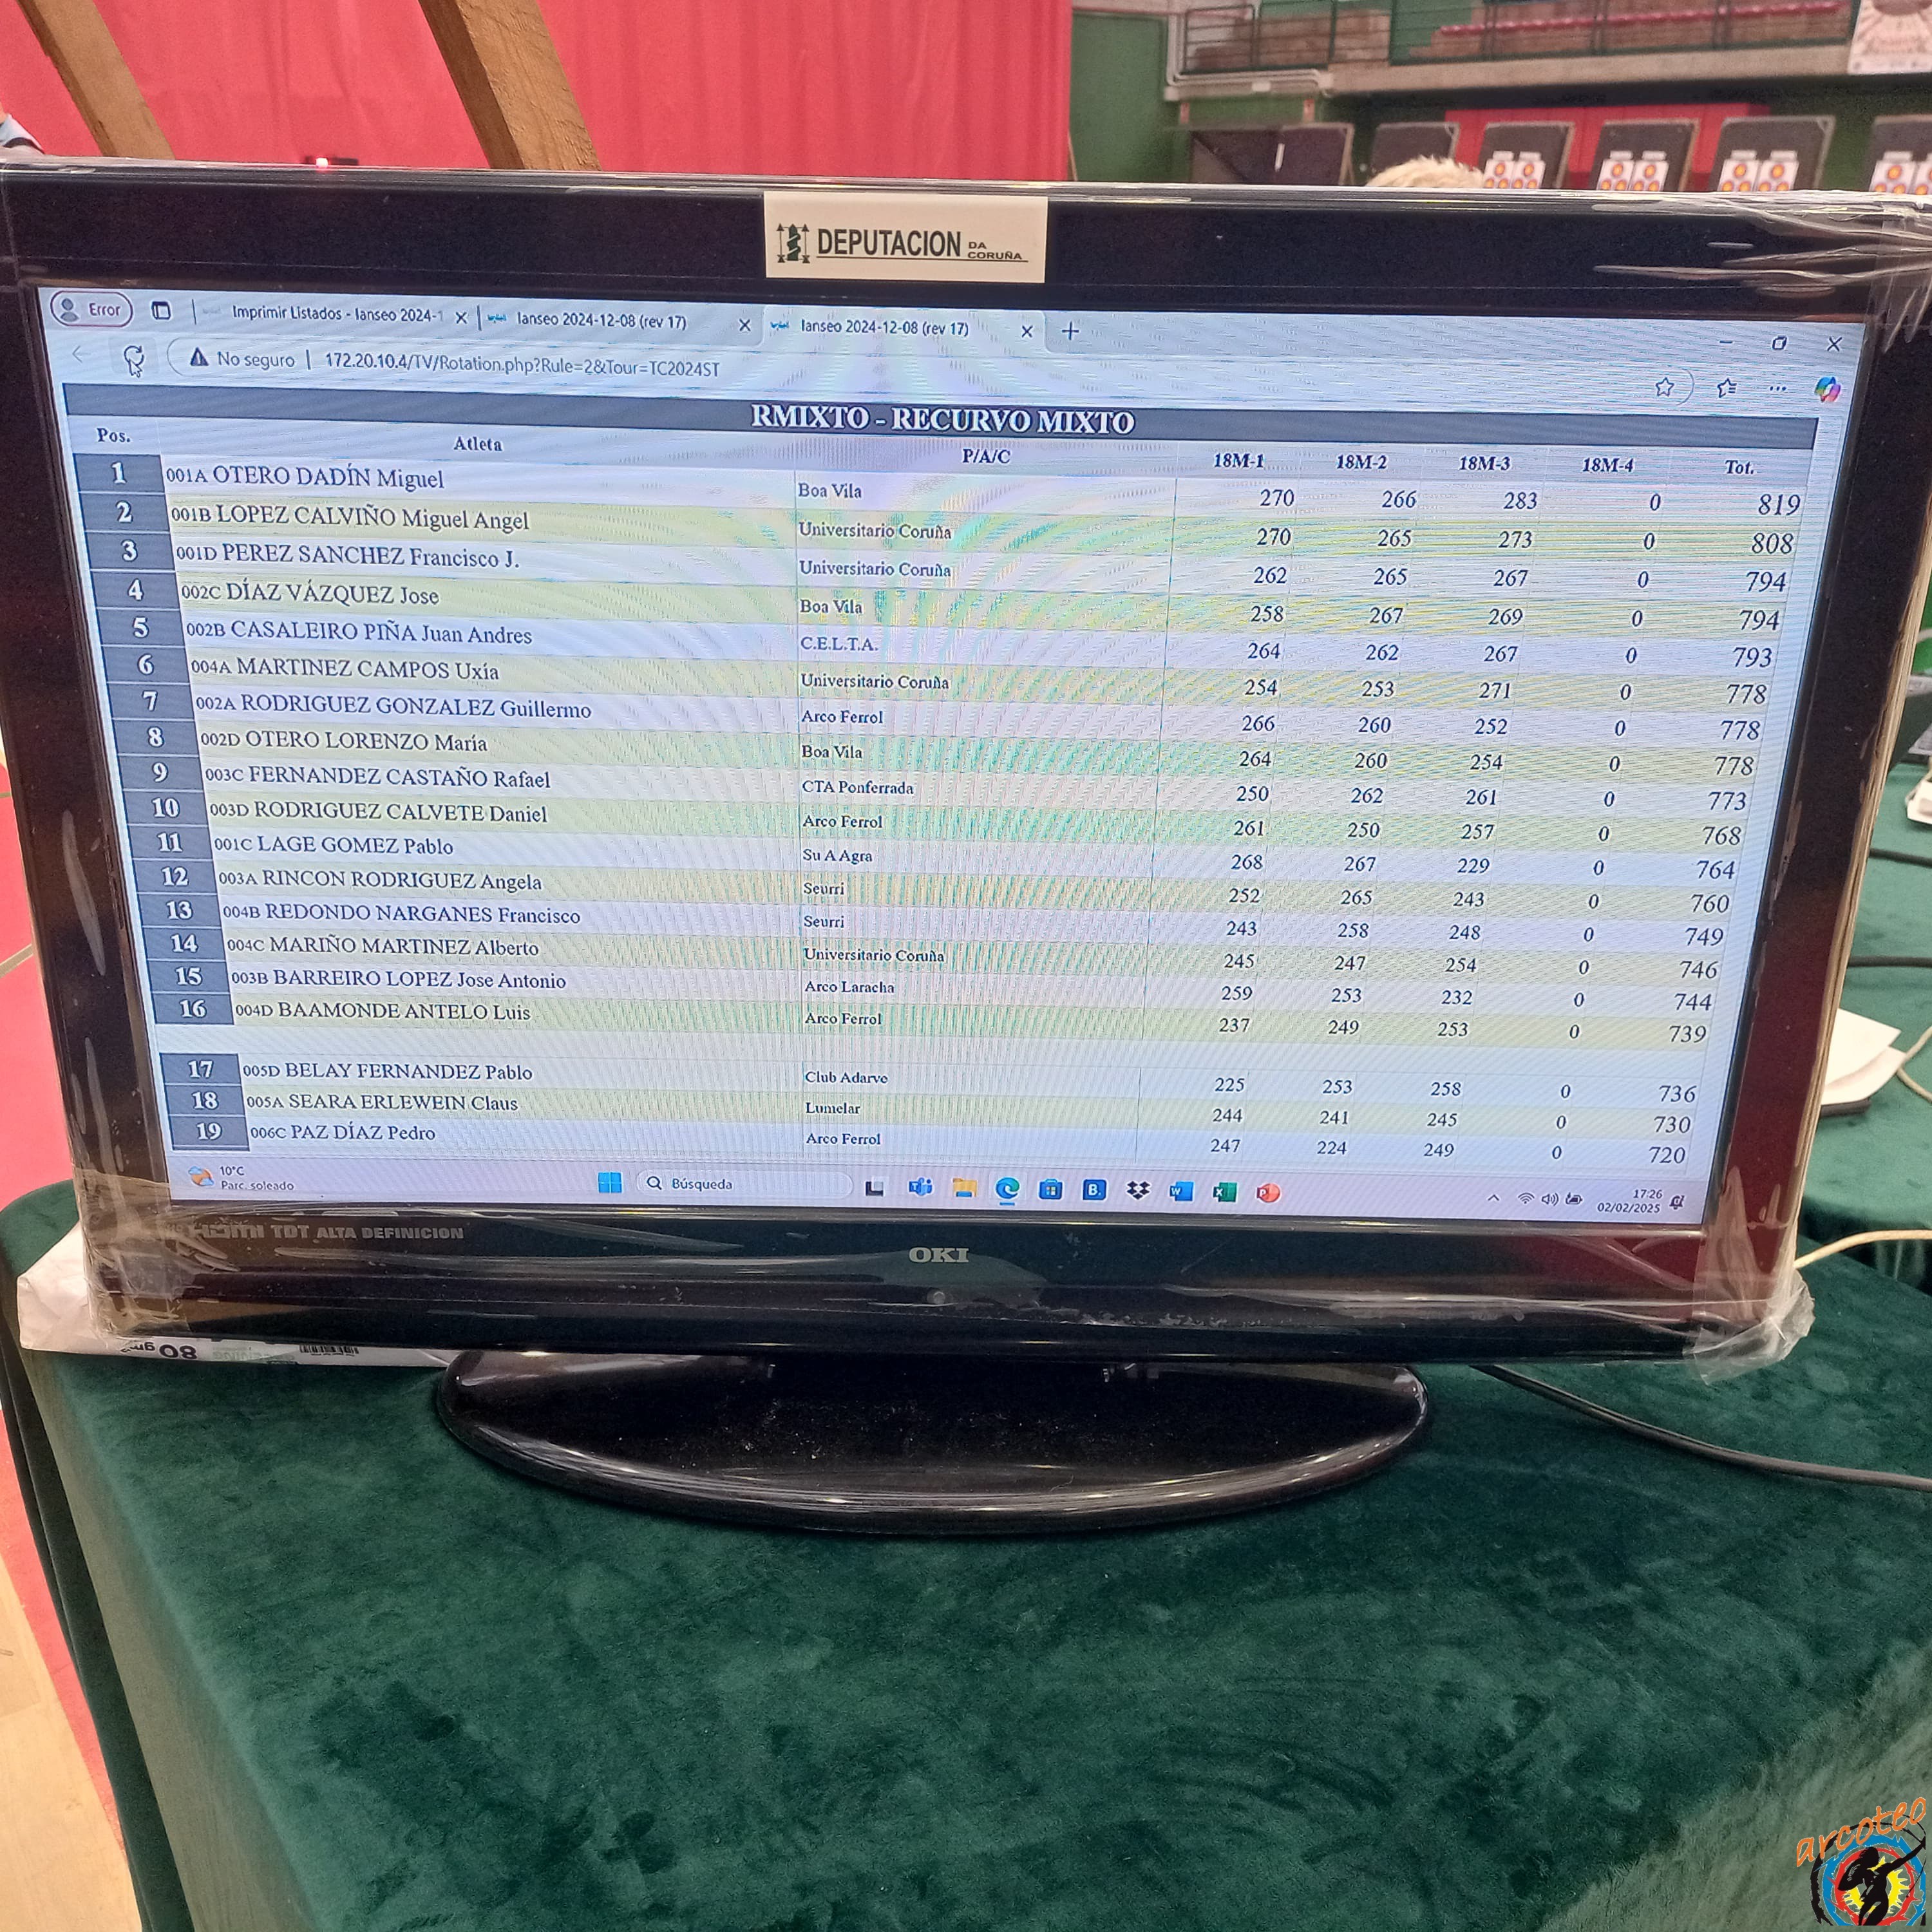 DEPUTACION DA CORUÑA
Error
Imprimir Listados - Ianseo 2024-1
Ianseo 2024-12-08 (rev 17)
Ianseo 2024-12-08 (rev 17)
No seguro | 172.20.10.4/TV/Rotation.php?Rule=2&Tour=TC2024ST
RMIXTO - RECURVO MIXTO
Pos. Atleta P/A/C 18M-1 18M-2 18M-3 18M-4 Tot.
1 001A OTERO DADÍN Miguel Boa Vila 270 266 283 0 819
2 001B LOPEZ CALVIÑO Miguel Angel Universitario Coruña 270 265 273 0 808
3 001D PEREZ SANCHEZ Francisco J. Universitario Coruña 262 265 267 0 794
4 002C DÍAZ VÁZQUEZ Jose Boa Vila 258 267 269 0 794
5 002B CASALEIRO PIÑA Juan Andres C.E.L.T.A. 264 262 267 0 793
6 004A MARTINEZ CAMPOS Uxía Universitario Coruña 254 253 271 0 778
7 002A RODRIGUEZ GONZALEZ Guillermo Arco Ferrol 266 260 252 0 778
8 002D OTERO LORENZO María Boa Vila 264 260 254 0 778
9 003C FERNANDEZ CASTAÑO Rafael CTA Ponferrada 250 262 261 0 773
10 003D RODRIGUEZ CALVETE Daniel Arco Ferrol 261 250 257 0 768
11 001C LAGE GOMEZ Pablo Su A Agra 268 267 229 0 764
12 003A RINCON RODRIGUEZ Angela Seurri 252 265 243 0 760
13 004B REDONDO NARGANES Francisco Seurri 243 258 248 0 749
14 004C MARIÑO MARTINEZ Alberto Universitario Coruña 245 247 254 0 746
15 003B BARREIRO LOPEZ Jose Antonio Arco Laracha 259 253 232 0 744
16 004D BAAMONDE ANTELO Luis Arco Ferrol 237 249 253 0 739
17 005D BELAY FERNANDEZ Pablo Club Adarve 225 253 258 0 736
18 005A SEARA ERLEWEIN Claus Lumelar 244 241 245 0 730
19 006C PAZ DÍAZ Pedro Arco Ferrol 247 224 249 0 720
10°C
Parc. soleado
Búsqueda
17:26
02/02/2025
HDMI TDT ALTA DEFINICION
OKI
80
arcoteo